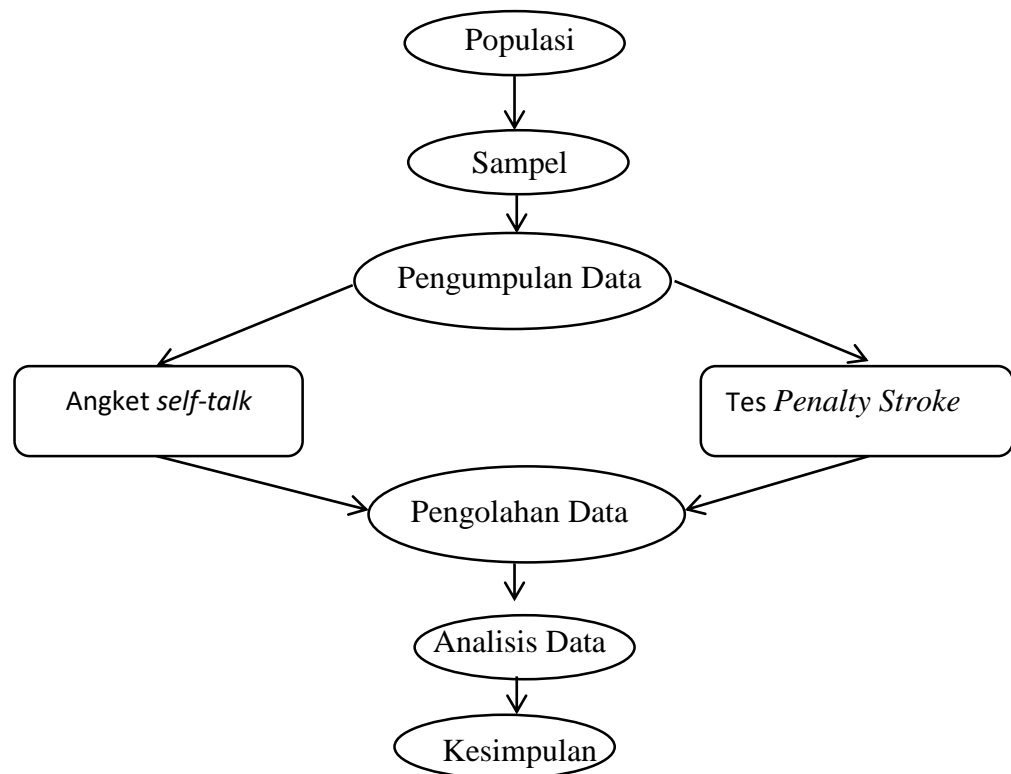 Populasi
Sampel
Pengumpulan Data
Angket self-talk
Tes Penalty Stroke
Pengolahan Data
Analisis Data
Kesimpulan